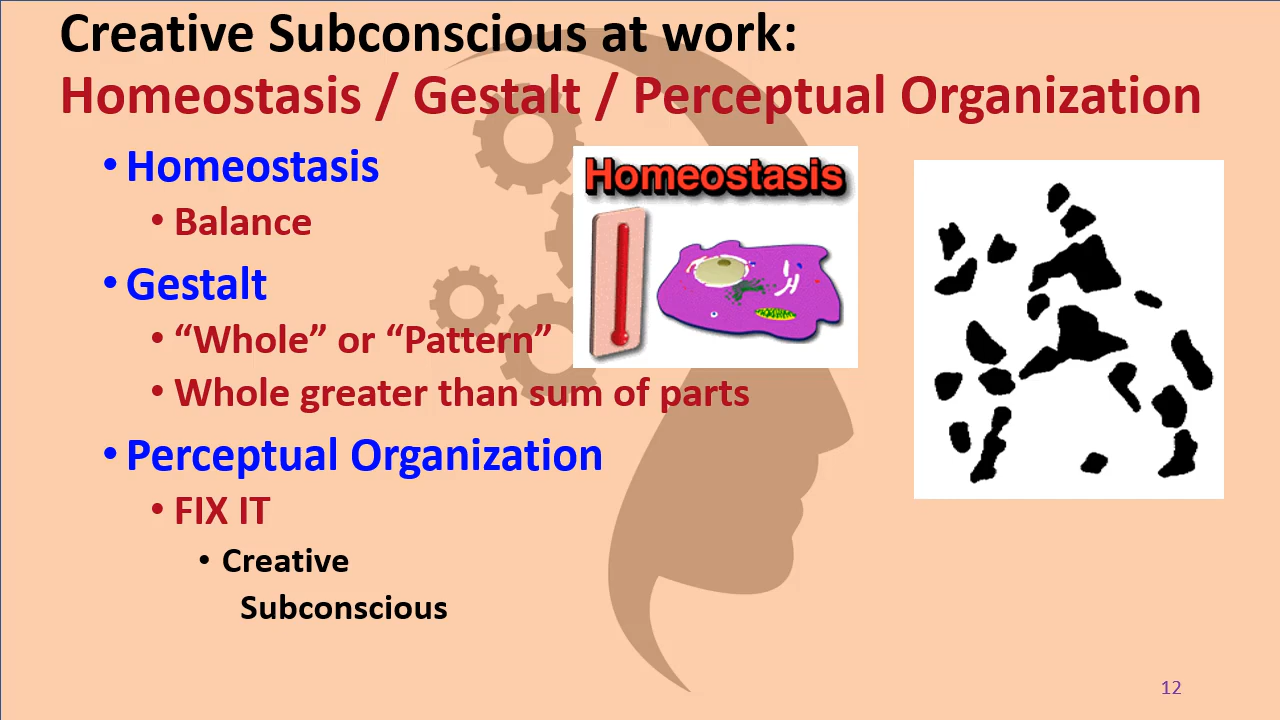 Creative Subconscious at work:
Homeostasis / Gestalt / Perceptual Organization
• Homeostasis
• Balance
• Gestalt
• “Whole” or “Pattern”
• Whole greater than sum of parts
• Perceptual Organization
• FIX IT
• Creative
Subconscious
Homeostasis
12